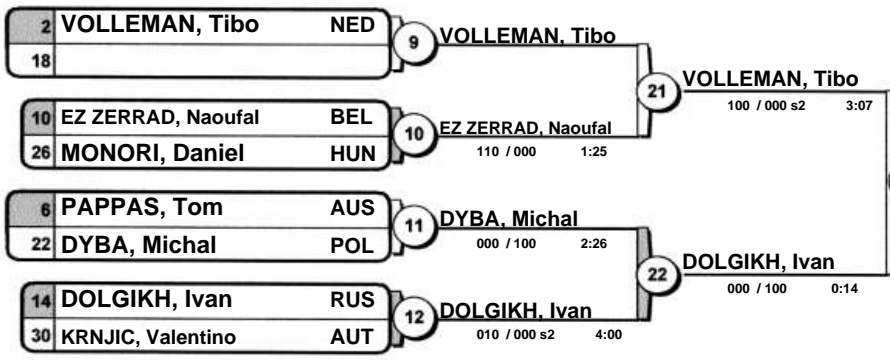 2 VOLLEMAN, Tibo NED
18
9
VOLLEMAN, Tibo
10 EZ ZERRAD, Naoufal BEL
26 MONORI, Daniel HUN
10
EZ ZERRAD, Naoufal
110 / 000 1:25
21
VOLLEMAN, Tibo
100 / 000 s2 3:07
6 PAPPAS, Tom AUS
22 DYBA, Michal POL
11
DYBA, Michal
000 / 100 2:26
14 DOLGIKH, Ivan RUS
30 KRNJIC, Valentino AUT
12
DOLGIKH, Ivan
010 / 000 s2 4:00
22
DOLGIKH, Ivan
000 / 100 0:14